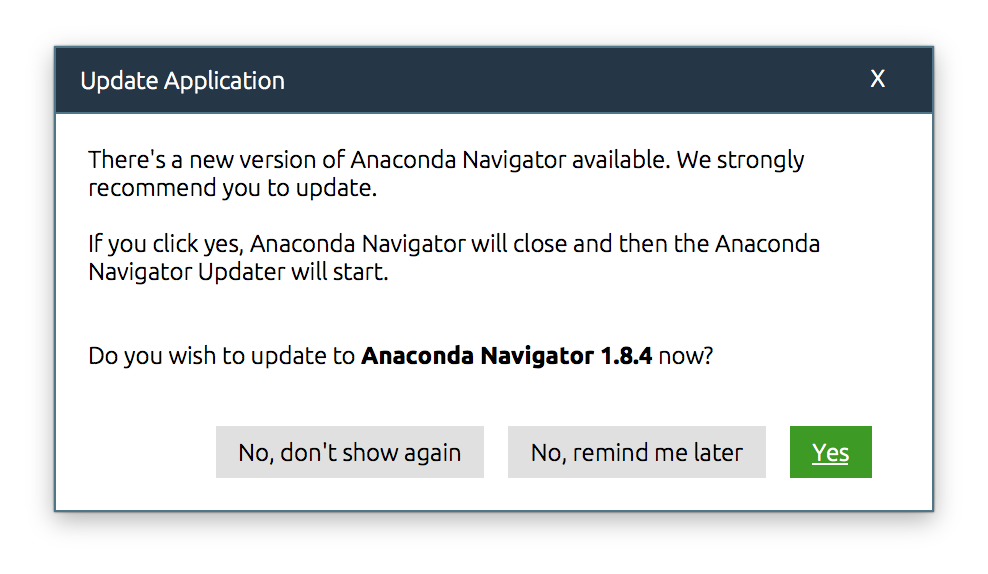 Update Application
X
There's a new version of Anaconda Navigator available. We strongly
recommend you to update.
If you click yes, Anaconda Navigator will close and then the Anaconda
Navigator Updater will start.
Do you wish to update to Anaconda Navigator 1.8.4 now?
No, don't show again
No, remind me later
Yes